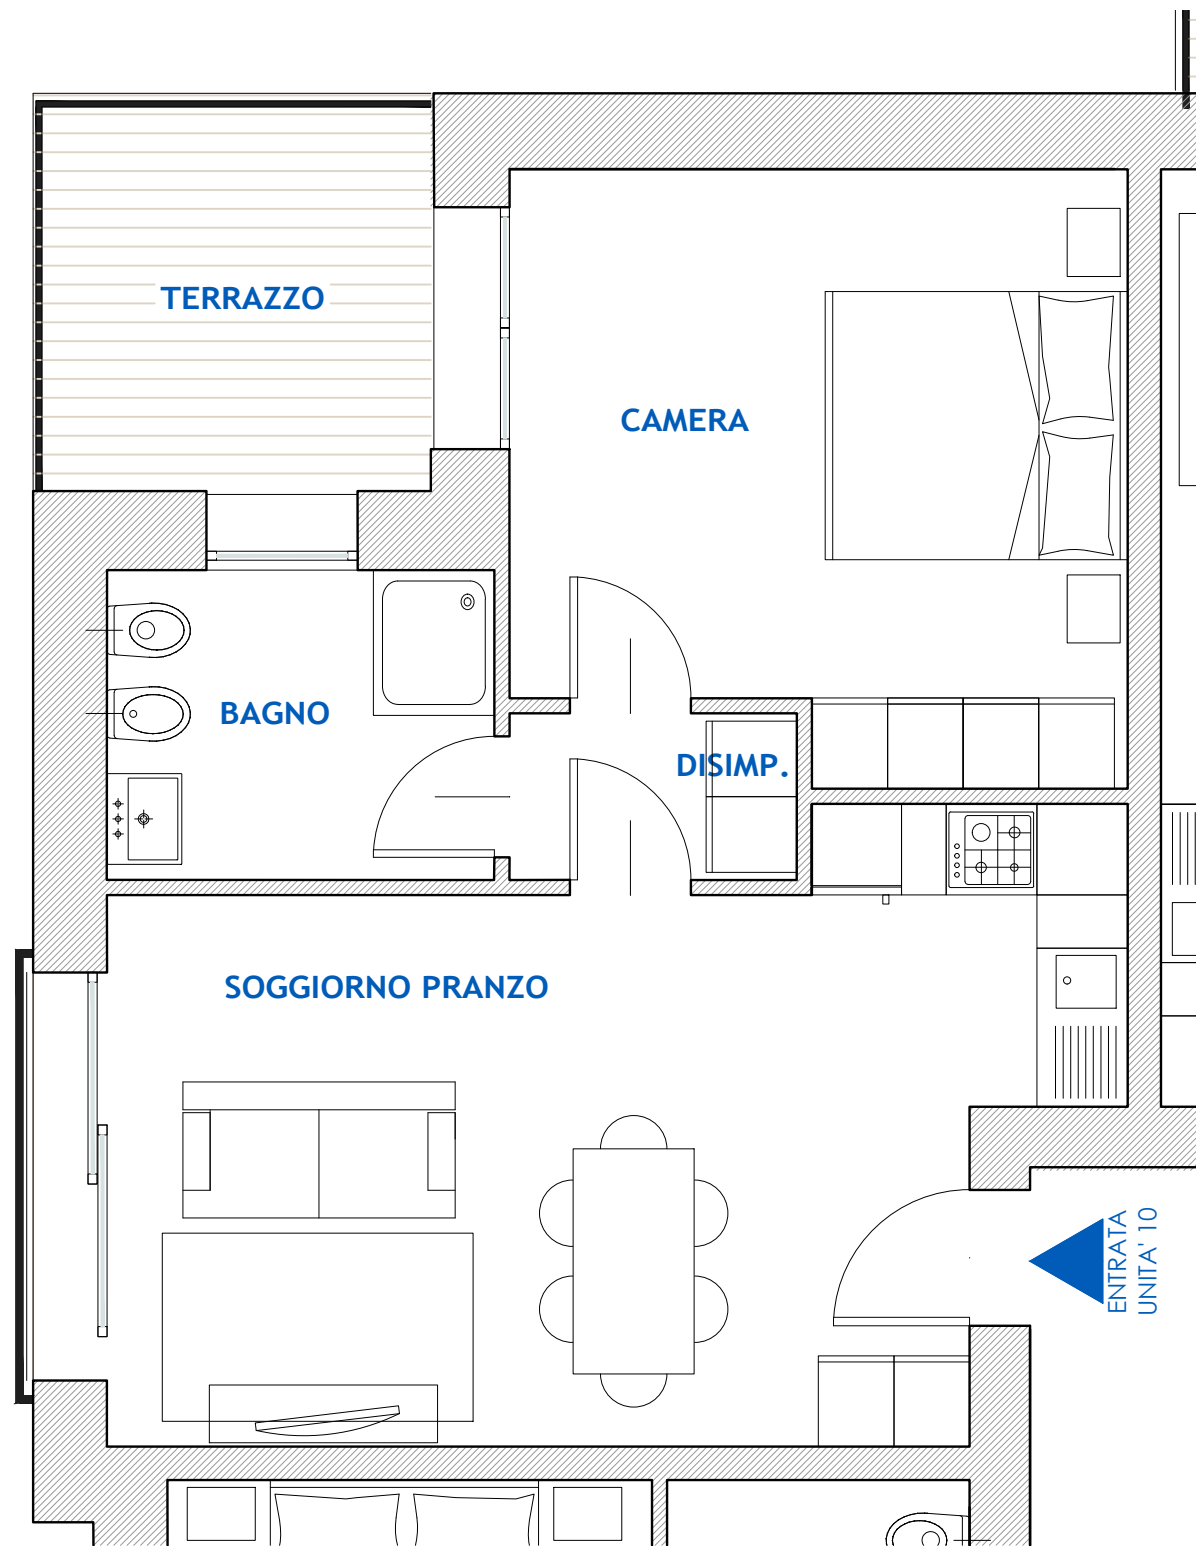 TERRAZZO
CAMERA
BAGNO
DISIMP.
SOGGIORNO PRANZO
ENTRATA
UNITA' 10